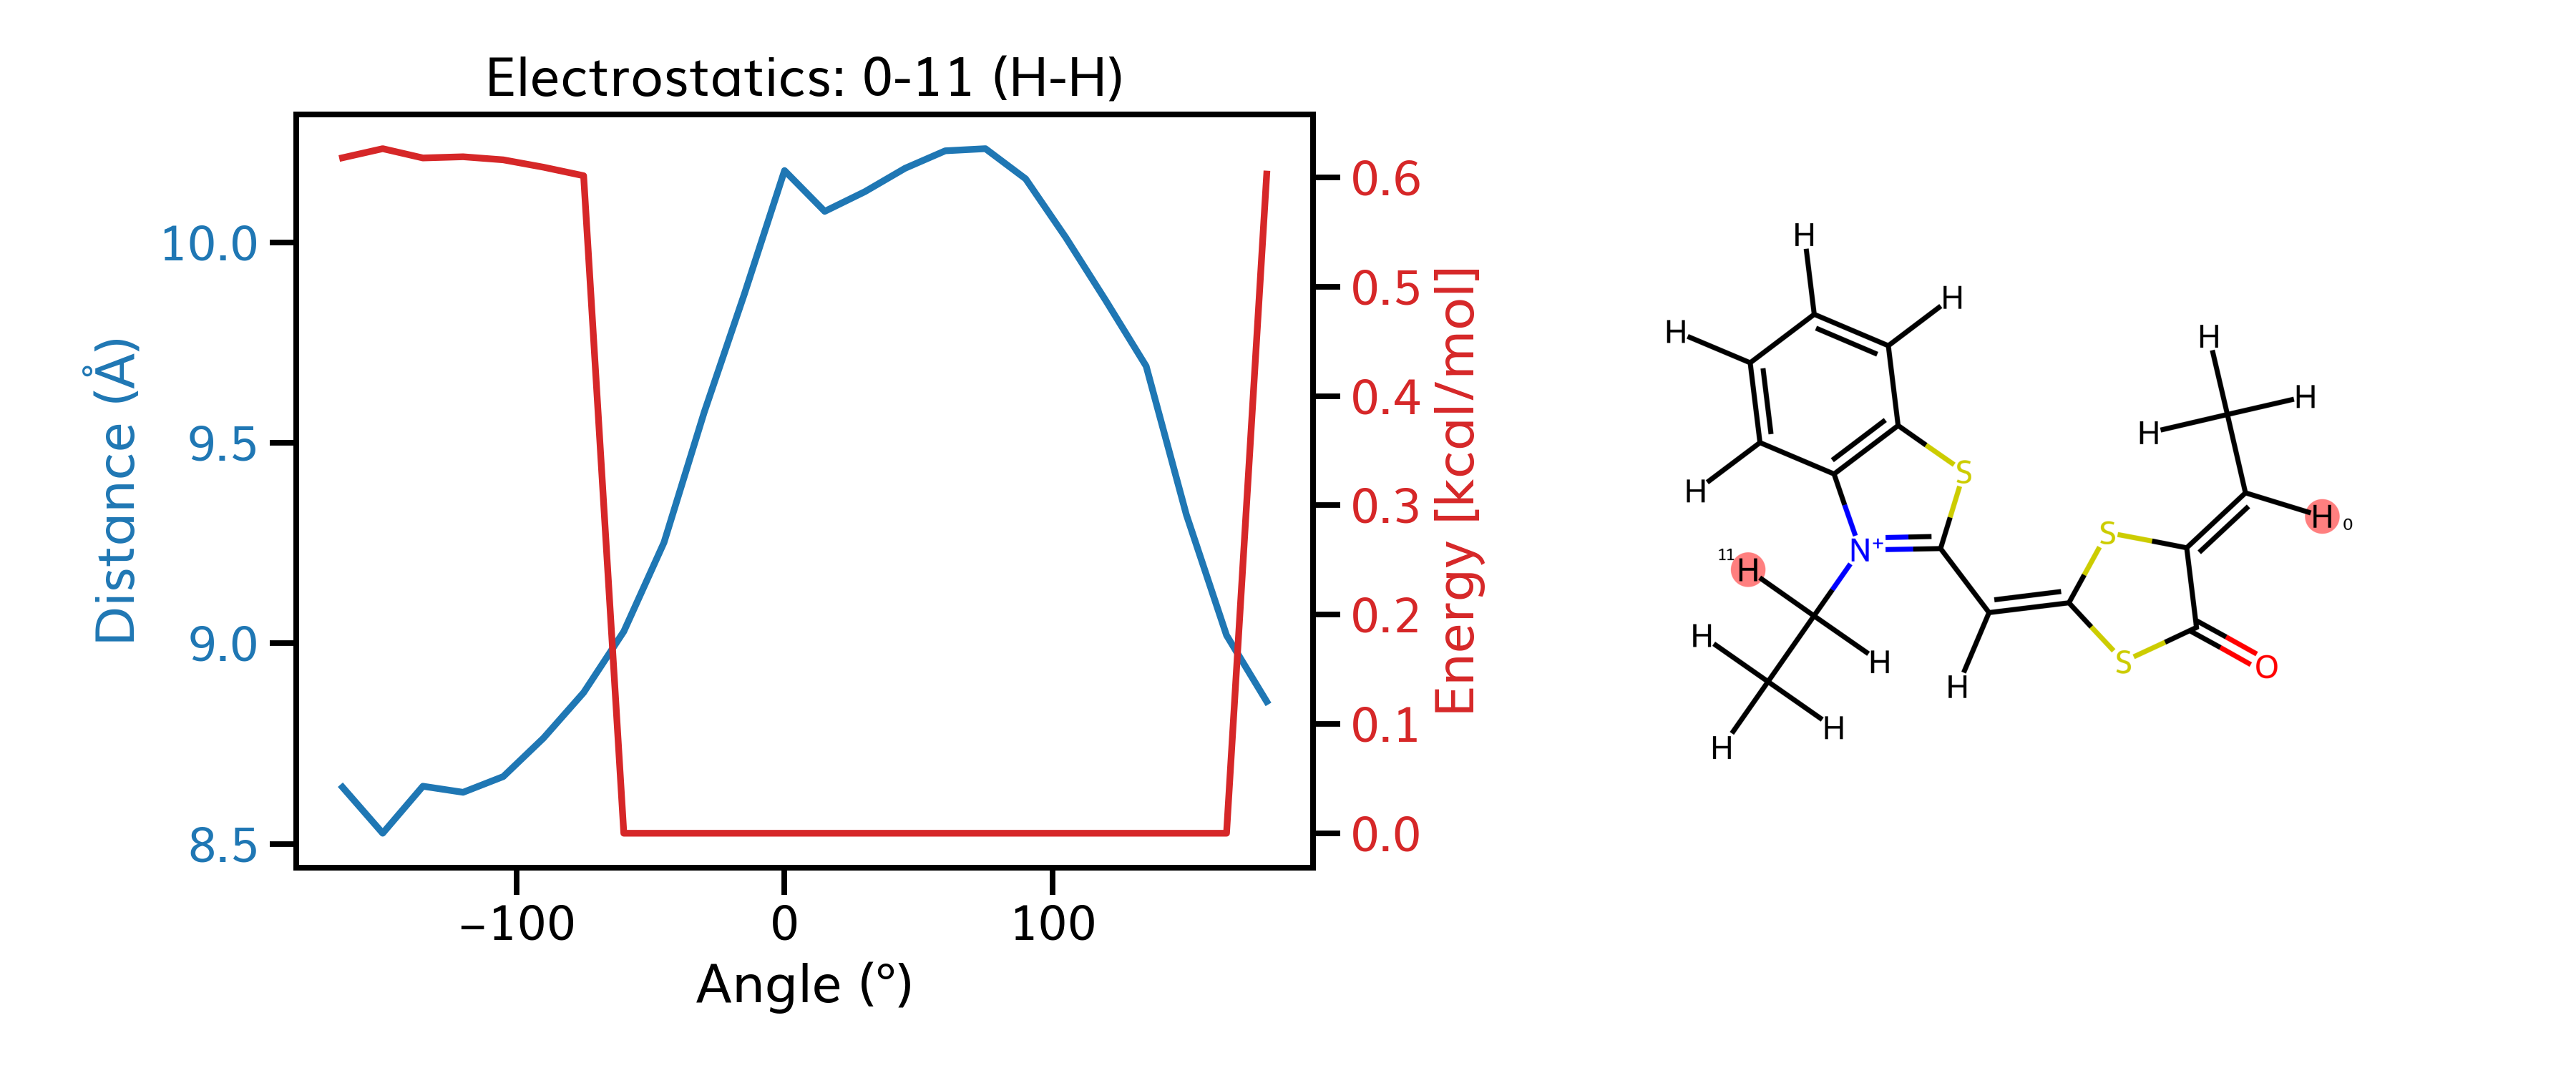 Electrostatics: 0-11 (H-H)
Distance (Å)
10.0
9.5
9.0
8.5
0.6
0.5
0.4
0.3
0.2
0.1
0.0
Energy [kcal/mol]
−100 0 100
Angle (°)
H
H
H
H
H
H
H
H
S
H
H 0
S
N+
11
H
H
H
H
S
O
H
H